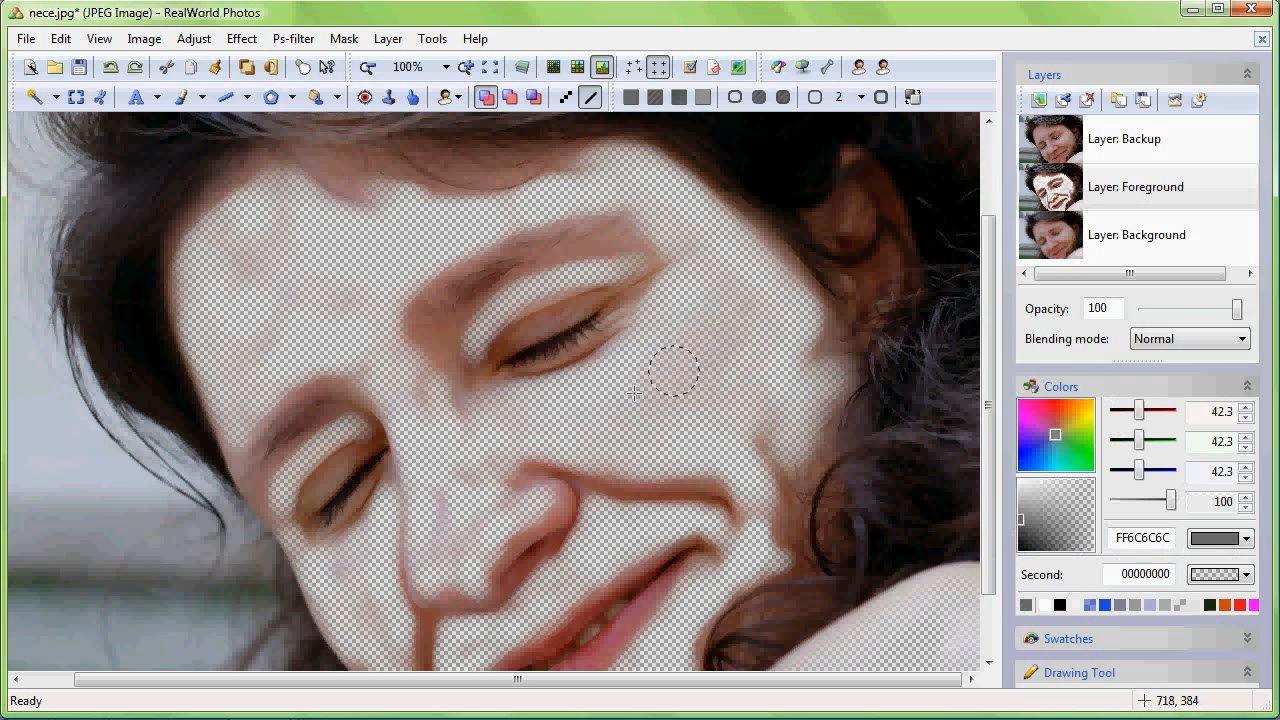 nece.jpg* (JPEG Image) - RealWorld Photos
File Edit View Image Adjust Effect Ps-filter Mask Layer Tools Help
100%
2
Layers
Layer: Backup
Layer: Foreground
Layer: Background
Opacity: 100
Blending mode: Normal
Colors
42.3
42.3
42.3
100
FF6C6C6C
Second: 00000000
Swatches
Drawing Tool
Ready
718, 384